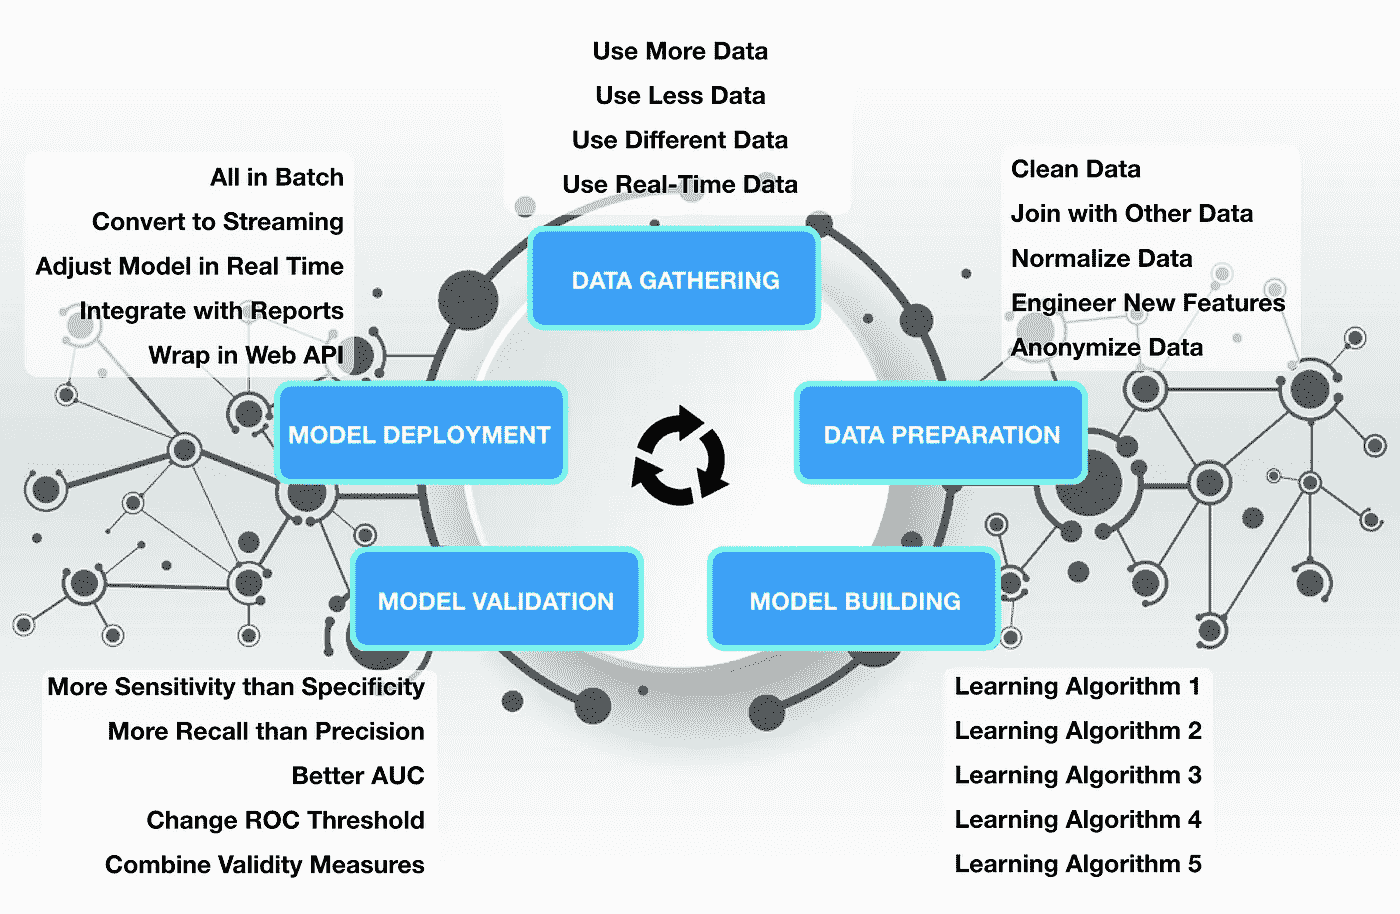 Use More Data
Use Less Data
Use Different Data
Use Real-Time Data
DATA GATHERING
Clean Data
Join with Other Data
Normalize Data
Engineer New Features
Anonymize Data
DATA PREPARATION
MODEL BUILDING
Learning Algorithm 1
Learning Algorithm 2
Learning Algorithm 3
Learning Algorithm 4
Learning Algorithm 5
MODEL VALIDATION
More Sensitivity than Specificity
More Recall than Precision
Better AUC
Change ROC Threshold
Combine Validity Measures
All in Batch
Convert to Streaming
Adjust Model in Real Time
Integrate with Reports
Wrap in Web API
MODEL DEPLOYMENT